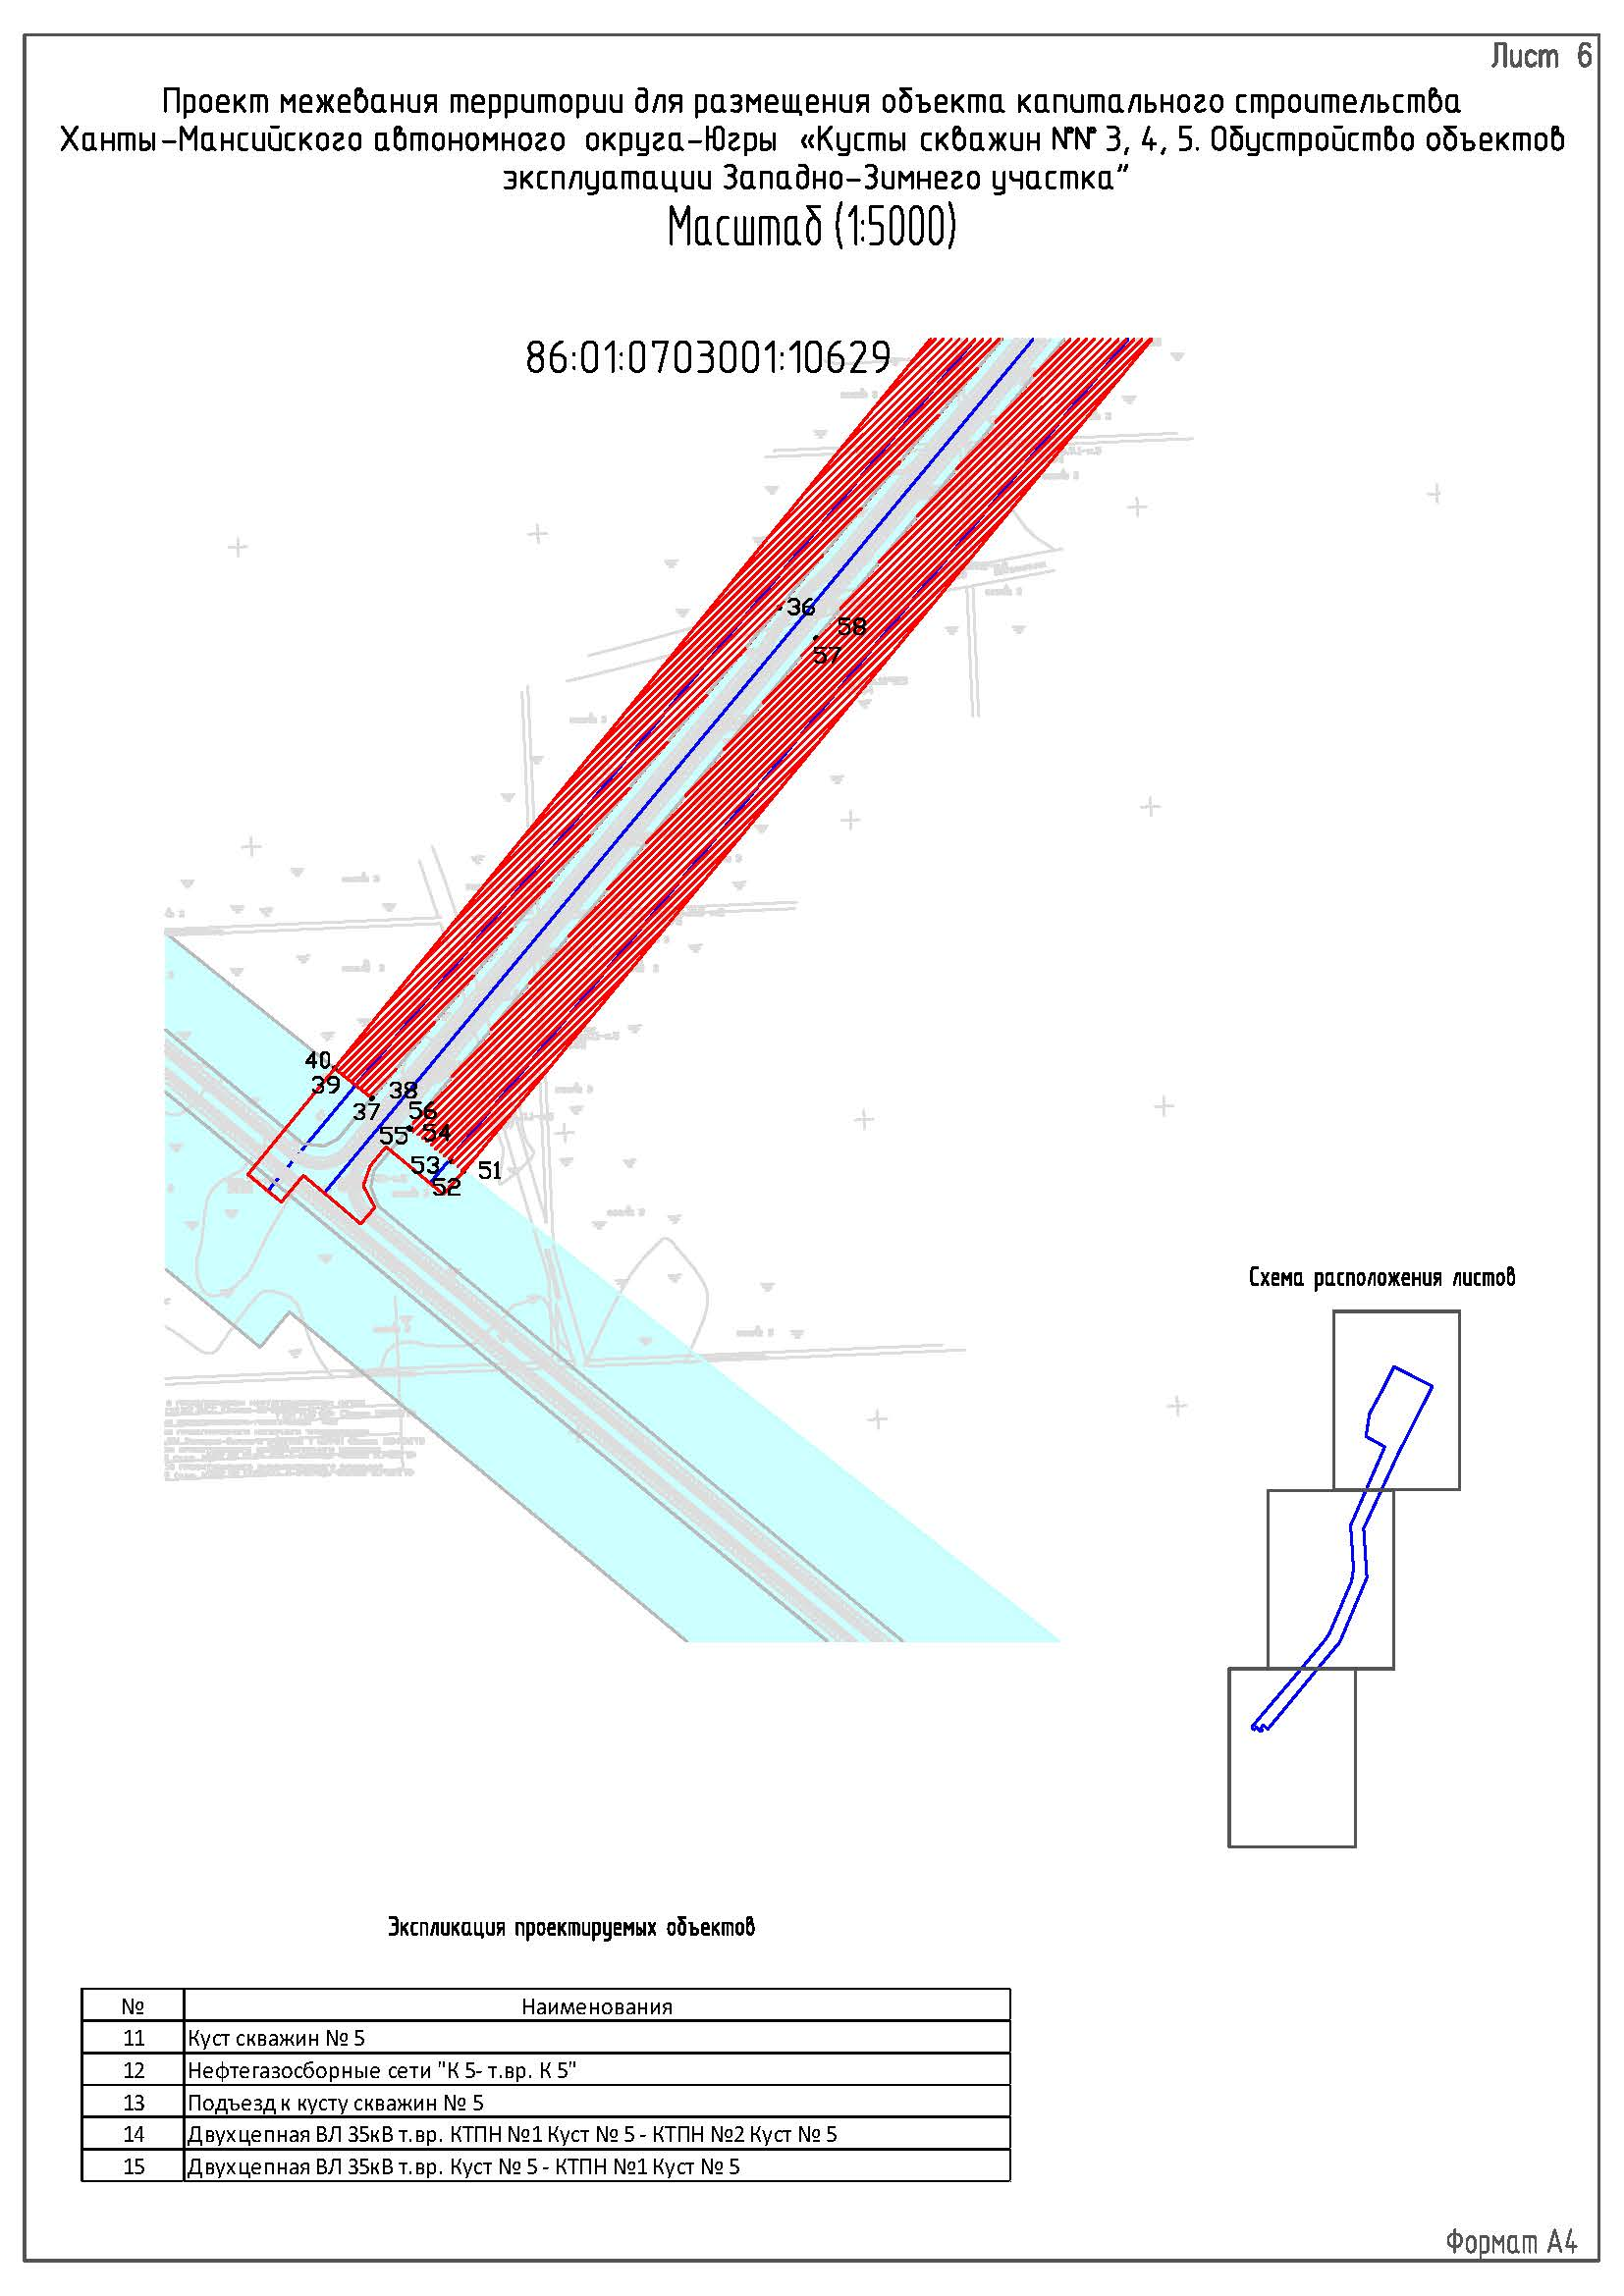 Лист 6
Проект межевания территории для размещения объекта капитального строительства
Ханты-Мансийского автономного округа-Югры «Кусты скважин №№ 3, 4, 5. Обустройство объектов
эксплуатации Западно-Зимнего участка"
Масштаб (1:5000)
86:01:0703001:10629
36
58
57
40
39
38
37
56
55
54
53
51
52
Схема расположения листов
Экспликация проектируемых объектов
№ Наименования
11 Куст скважин № 5
12 Нефтегазосборные сети "К 5- т.вр. К 5"
13 Подъезд к кусту скважин № 5
14 Двухцепная ВЛ 35кВ т.вр. КТПН №1 Куст № 5 - КТПН №2 Куст № 5
15 Двухцепная ВЛ 35кВ т.вр. Куст № 5 - КТПН №1 Куст № 5
Формат А4